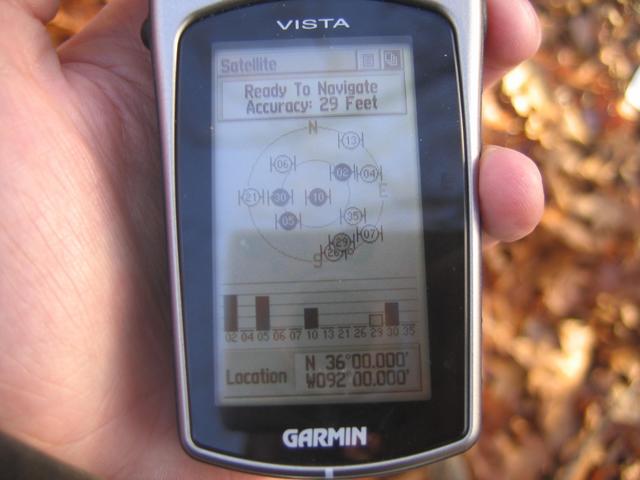 VISTA
Satellite
Ready To Navigate
Accuracy: 29 Feet
N
13
06
02 04
21 30 10
E
05 35
07
29
26
S
02 04 05 06 07 10 13 21 26 29 30 35
Location
N 36°00.000'
W092°00.000'
GARMIN